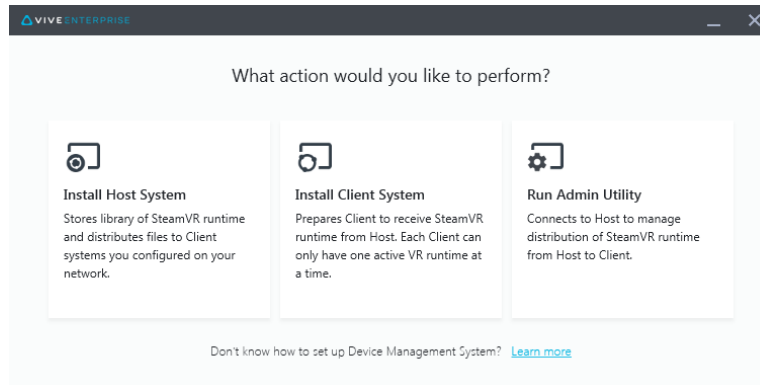 VIVE ENTERPRISE
What action would you like to perform?
Install Host System
Stores library of SteamVR runtime
and distributes files to Client
systems you configured on your
network.
Install Client System
Prepares Client to receive SteamVR
runtime from Host. Each Client can
only have one active VR runtime at
a time.
Run Admin Utility
Connects to Host to manage
distribution of SteamVR runtime
from Host to Client.
Don't know how to set up Device Management System? Learn more